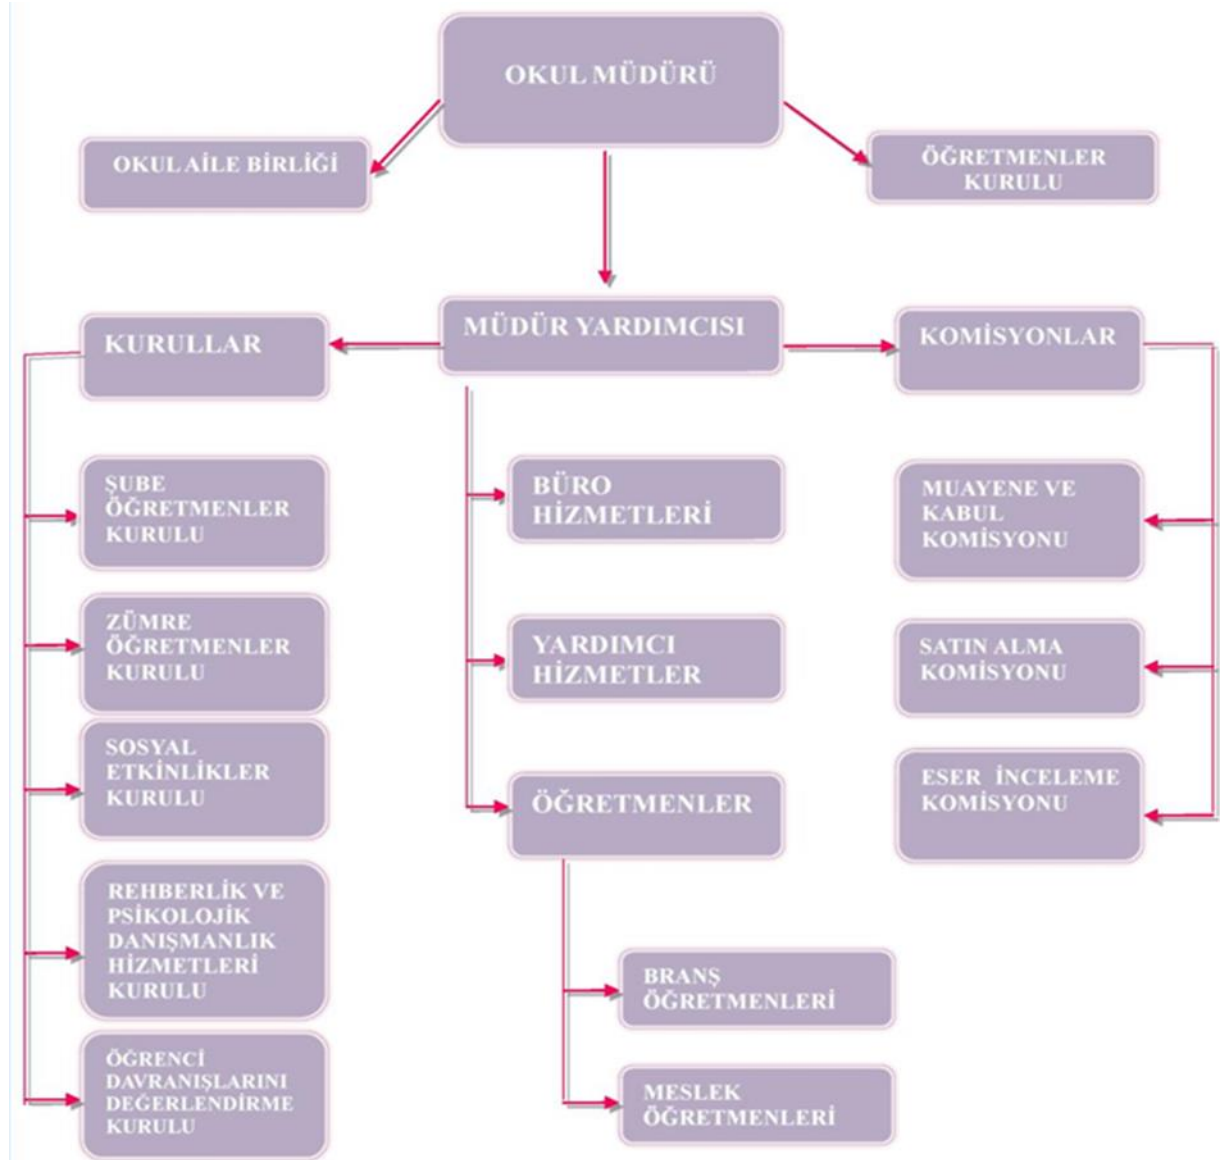 OKUL MÜDÜRÜ
OKUL AİLE BİRLİĞİ
ÖĞRETMENLER
KURULU
KURULLAR
MÜDÜR YARDIMCISI
KOMİSYONLAR
ŞUBE
ÖĞRETMENLER
KURULU
ZÜMRE
ÖĞRETMENLER
KURULU
SOSYAL
ETKİNLİKLER
KURULU
REHBERLİK VE
PSİKOLOJİK
DANIŞMANLIK
HİZMETLERİ
KURULU
ÖĞRENCİ
DAVRANIŞLARINI
DEĞERLENDİRME
KURULU
BÜRO
HİZMETLERİ
YARDIMCI
HİZMETLER
ÖĞRETMENLER
BRANŞ
ÖĞRETMENLERİ
MESLEK
ÖĞRETMENLERİ
MUAYENE VE
KABUL
KOMİSYONU
SATIN ALMA
KOMİSYONU
ESER İNCELEME
KOMİSYONU